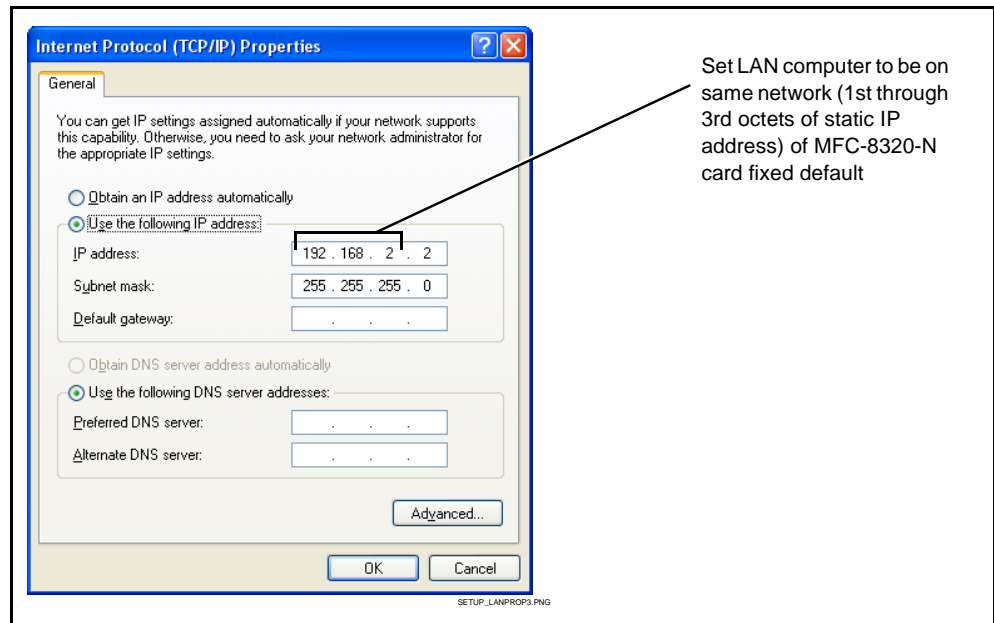 Internet Protocol (TCP/IP) Properties
General
You can get IP settings assigned automatically if your network supports
this capability. Otherwise, you need to ask your network administrator for
the appropriate IP settings.
Obtain an IP address automatically
Use the following IP address:
IP address: 192 . 168 . 2 . 2
Subnet mask: 255 . 255 . 255 . 0
Default gateway: . . .
Obtain DNS server address automatically
Use the following DNS server addresses:
Preferred DNS server: . . .
Alternate DNS server: . . .
Advanced...
OK Cancel
Set LAN computer to be on
same network (1st through
3rd octets of static IP
address) of MFC-8320-N
card fixed default
SETUP_LANPROP3.PNG